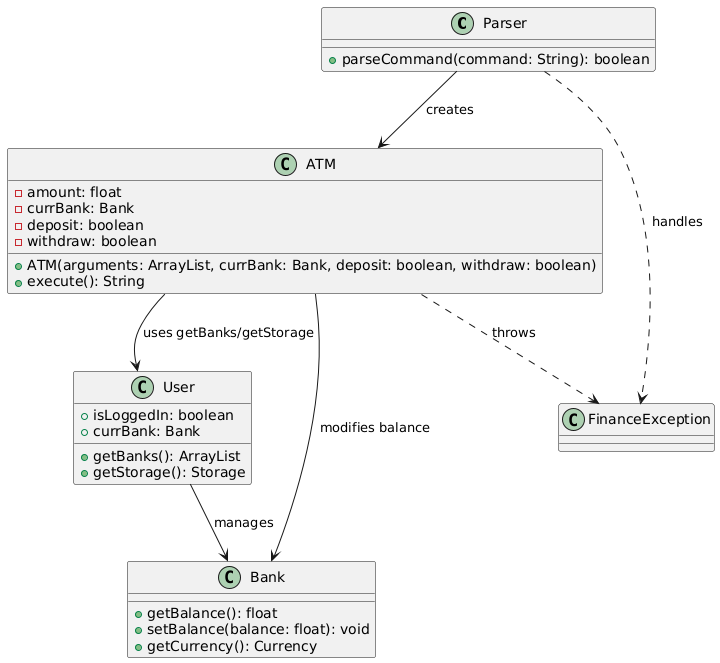 C Parser
parseCommand(command: String): boolean
creates
C ATM
amount: float
currBank: Bank
deposit: boolean
withdraw: boolean
ATM(arguments: ArrayList, currBank: Bank, deposit: boolean, withdraw: boolean)
execute(): String
handles
uses getBanks/getStorage
throws
C User
isLoggedIn: boolean
currBank: Bank
getBanks(): ArrayList
getStorage(): Storage
modifies balance
C FinanceException
manages
C Bank
getBalance(): float
setBalance(balance: float): void
getCurrency(): Currency